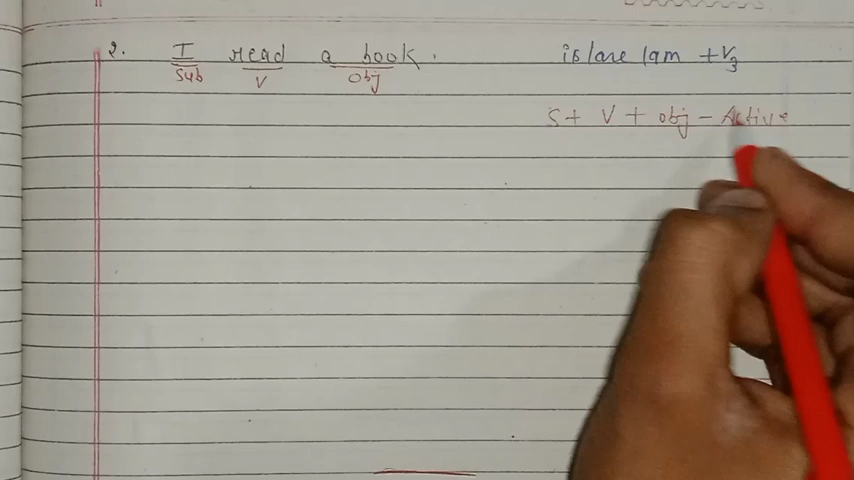 2. I read a book. is/are/am + V3
Sub V Obj
S + V + obj - Active